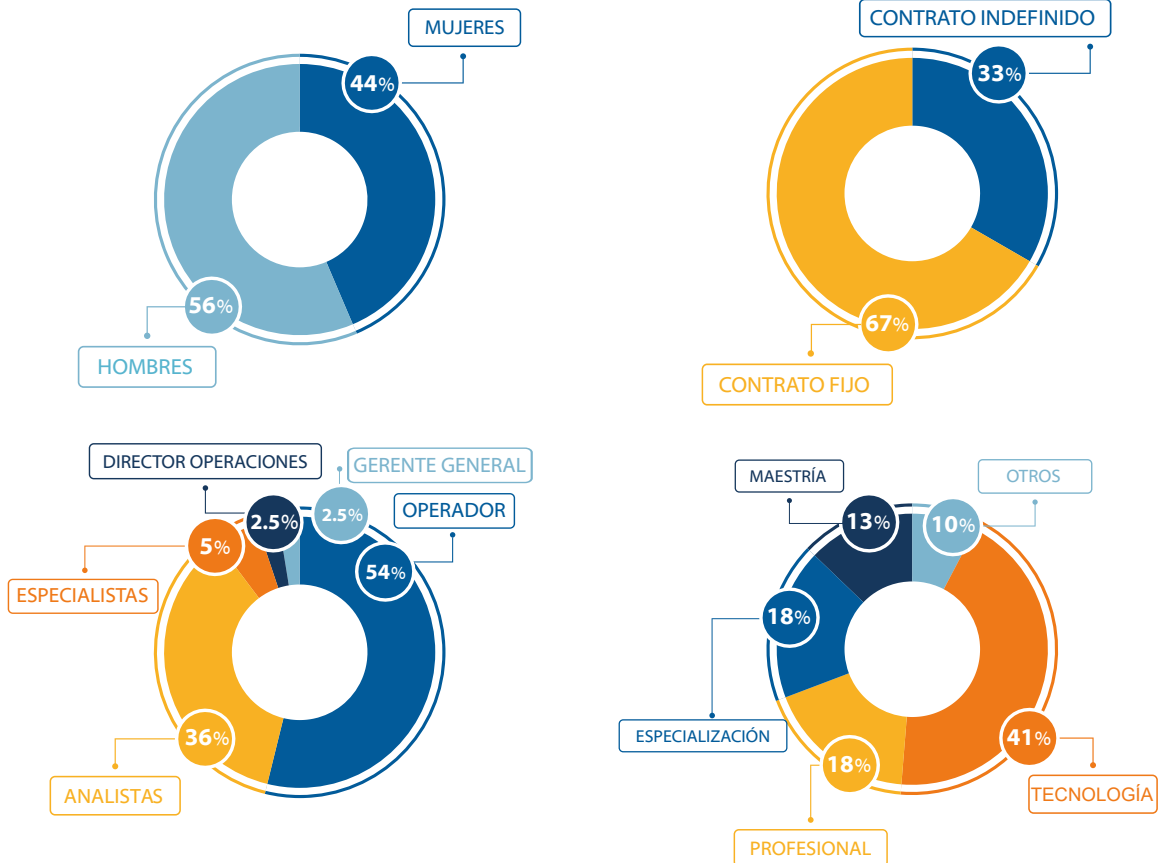 MUJERES
44%
56%
HOMBRES
CONTRATO INDEFINIDO
33%
67%
CONTRATO FIJO
DIRECTOR OPERACIONES
GERENTE GENERAL
OPERADOR
2.5%
2.5%
5%
54%
ESPECIALISTAS
36%
ANALISTAS
MAESTRÍA
OTROS
13%
10%
18%
ESPECIALIZACIÓN
41%
18%
TECNOLOGÍA
PROFESIONAL